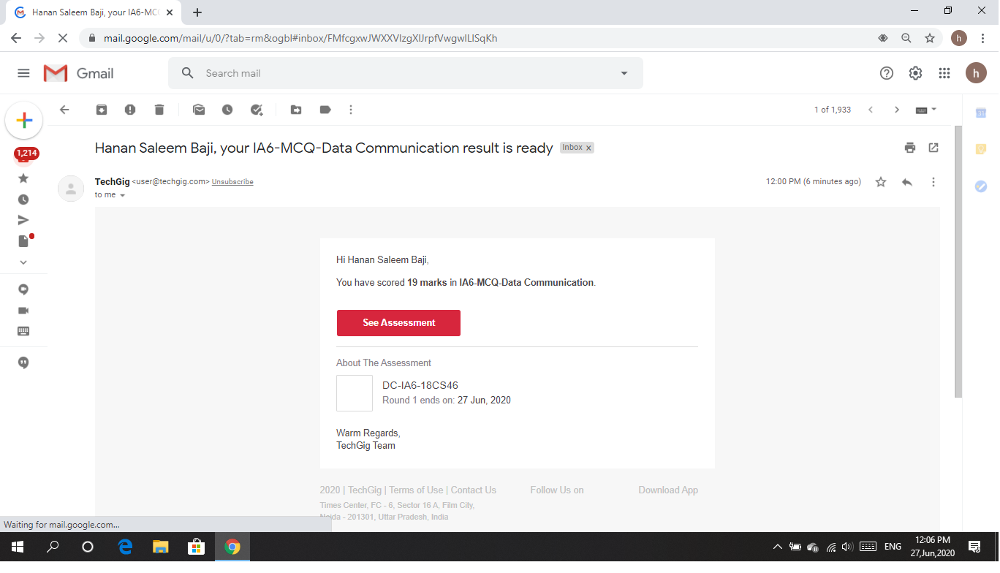 Hanan Saleem Baji, your IA6-MC
mail.google.com/mail/u/0/?tab=rm&ogbl#inbox/FMfcgxwJWXXVlzgXlJrpfVwgwlLlSqKh
h
Gmail
Search mail
h
1 of 1,933
1,214
Hanan Saleem Baji, your IA6-MCQ-Data Communication result is ready Inbox x
TechGig <user@techgig.com> Unsubscribe
12:00 PM (6 minutes ago)
to me
Hi Hanan Saleem Baji,
You have scored 19 marks in IA6-MCQ-Data Communication.
See Assessment
About The Assessment
DC-IA6-18CS46
Round 1 ends on: 27 Jun, 2020
Warm Regards,
TechGig Team
2020 | TechGig | Terms of Use | Contact Us Follow Us on Download App
Times Center, FC - 6, Sector 16 A, Film City,
Noida - 201301, Uttar Pradesh, India
Waiting for mail.google.com...
ENG
12:06 PM
27,Jun,2020